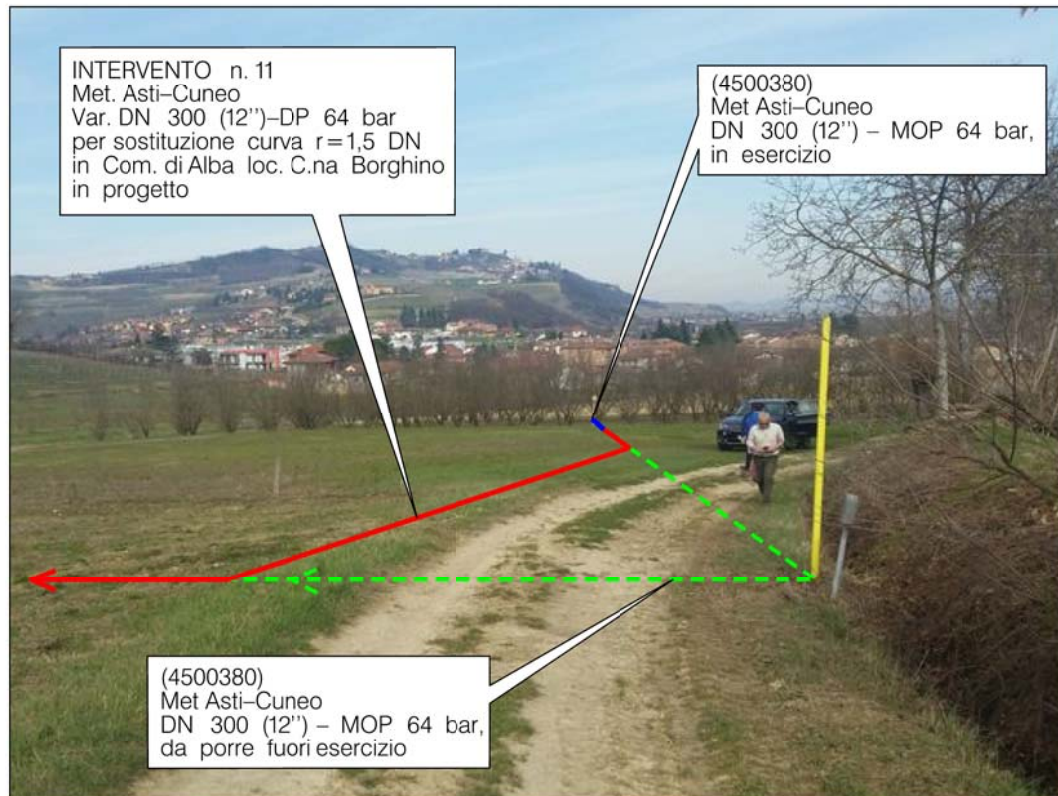 INTERVENTO n. 11
Met. Asti–Cuneo
Var. DN 300 (12'')–DP 64 bar
per sostituzione curva r=1,5 DN
in Com. di Alba loc. C.na Borghino
in progetto
(4500380)
Met Asti–Cuneo
DN 300 (12'') – MOP 64 bar,
in esercizio
(4500380)
Met Asti–Cuneo
DN 300 (12'') – MOP 64 bar,
da porre fuori esercizio